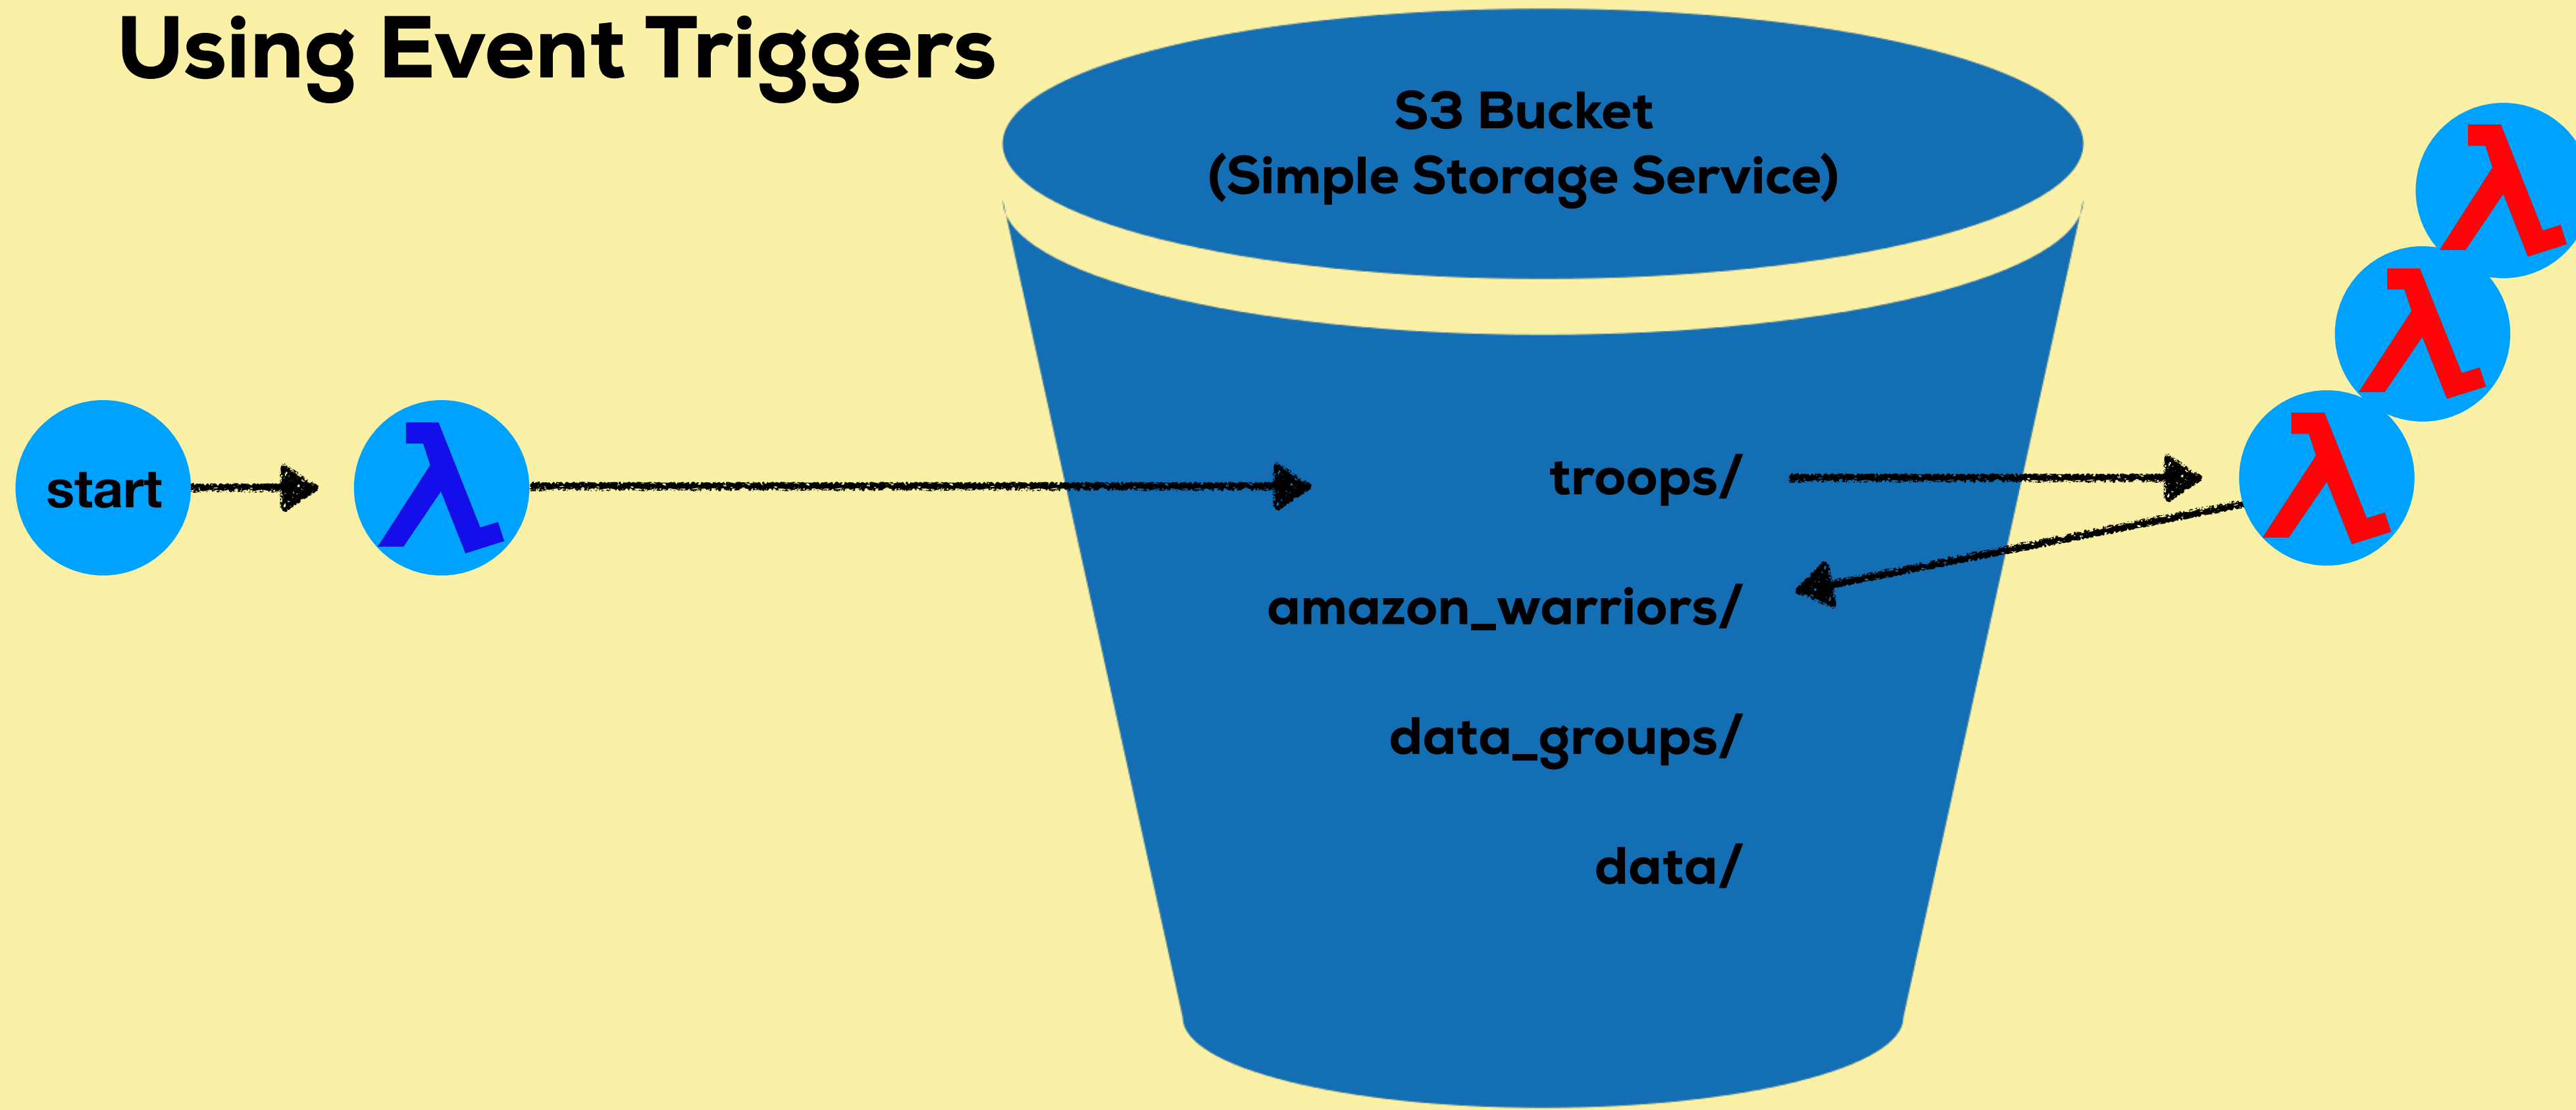 Using Event Triggers
S3 Bucket
(Simple Storage Service)
start
λ
λ
λ
λ
troops/
amazon_warriors/
data_groups/
data/